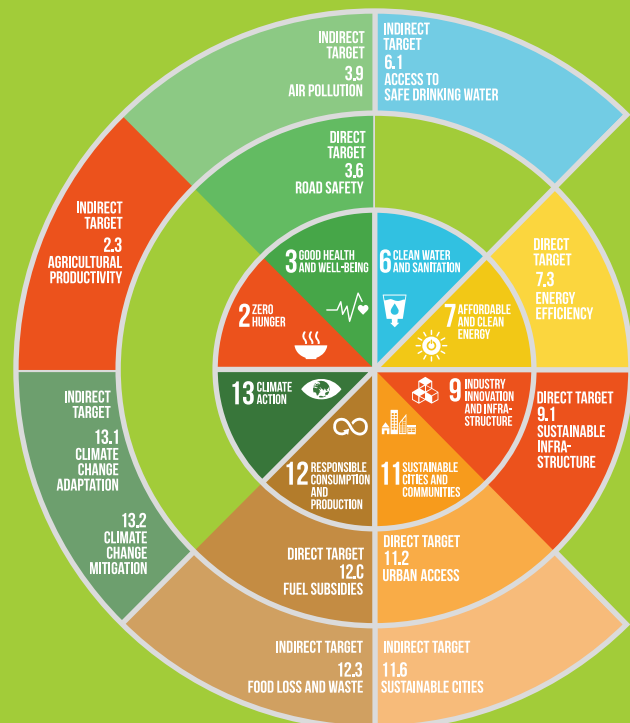 INDIRECT
TARGET
3.9
AIR POLLUTION
INDIRECT
TARGET
6.1
ACCESS TO
SAFE DRINKING WATER
DIRECT
TARGET
3.6
ROAD SAFETY
INDIRECT
TARGET
2.3
AGRICULTURAL
PRODUCTIVITY
DIRECT
TARGET
7.3
ENERGY
EFFICIENCY
3 GOOD HEALTH
AND WELL-BEING
6 CLEAN WATER
AND SANITATION
2 ZERO
HUNGER
7 AFFORDABLE
AND CLEAN
ENERGY
13 CLIMATE
ACTION
9 INDUSTRY
INNOVATION
AND INFRA-
STRUCTURE
12 RESPONSIBLE
CONSUMPTION
AND
PRODUCTION
11 SUSTAINABLE
CITIES AND
COMMUNITIES
INDIRECT
TARGET
13.1
CLIMATE
CHANGE
ADAPTATION
13.2
CLIMATE
CHANGE
MITIGATION
DIRECT TARGET
9.1
SUSTAINABLE
INFRA-
STRUCTURE
DIRECT TARGET
12.C
FUEL SUBSIDIES
DIRECT TARGET
11.2
URBAN ACCESS
INDIRECT TARGET
12.3
FOOD LOSS AND WASTE
INDIRECT TARGET
11.6
SUSTAINABLE CITIES